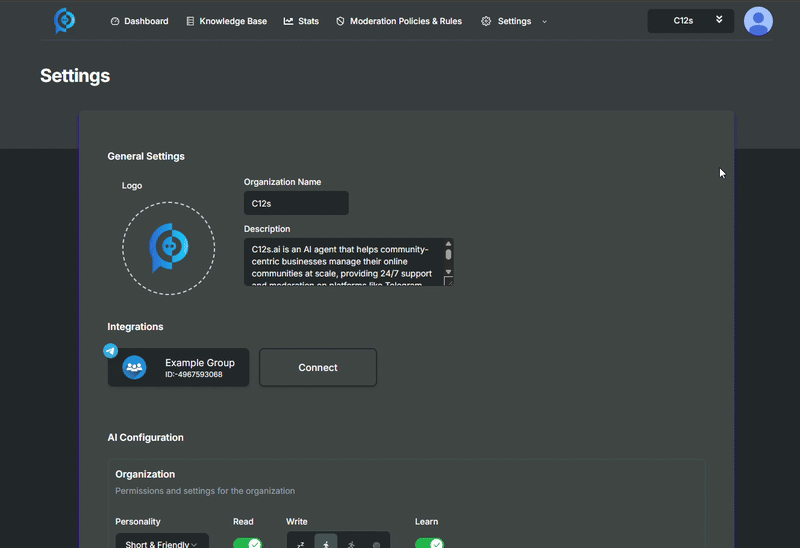 Dashboard
Knowledge Base
Stats
Moderation Policies & Rules
Settings
C12s
Settings
General Settings
Logo
Organization Name
C12s
Description
C12s.ai is an AI agent that helps community-
centric businesses manage their online
communities at scale, providing 24/7 support
and moderation on platforms like Telegram
Integrations
Example Group
ID:-4967593068
Connect
AI Configuration
Organization
Permissions and settings for the organization
Personality
Read
Write
Learn
Short & Friendly